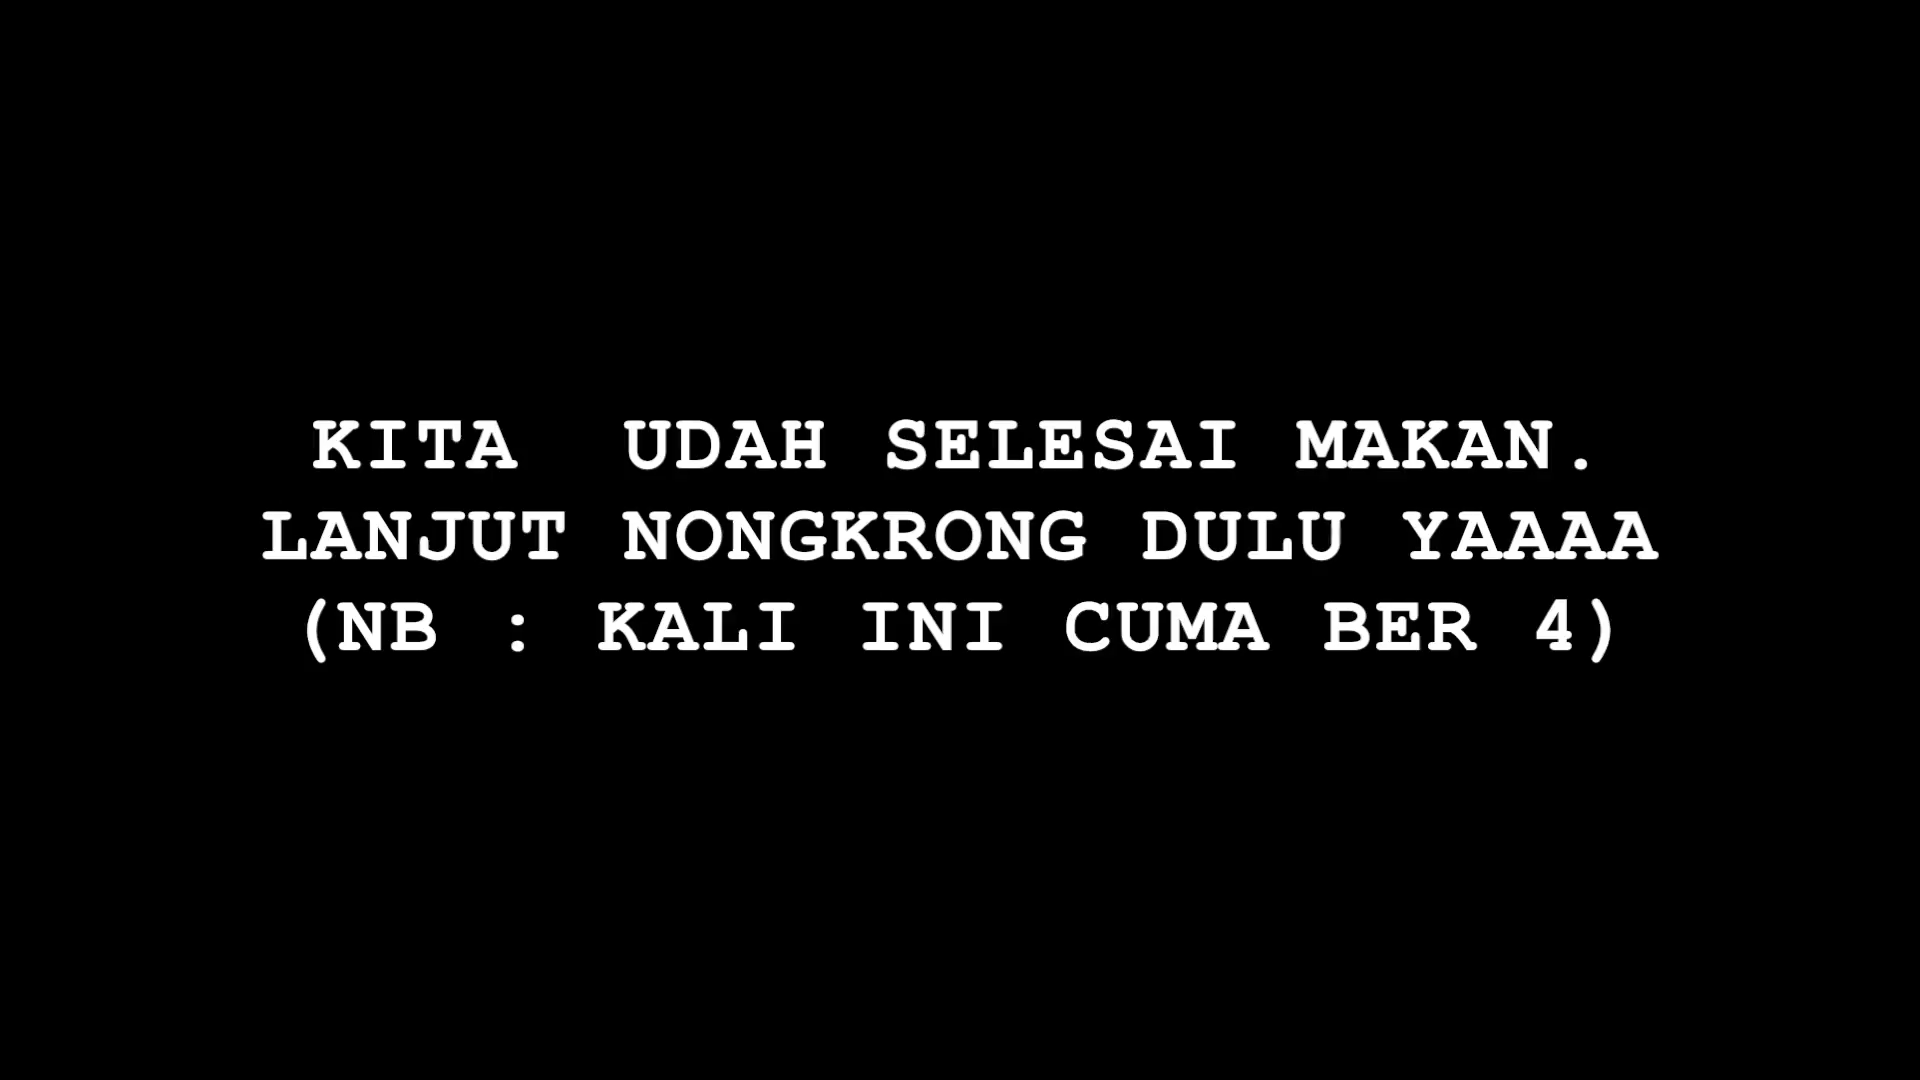 KITA  UDAH SELESAI MAKAN.
LANJUT NONGKRONG DULU YAAAA
(NB : KALI INI CUMA BER 4)